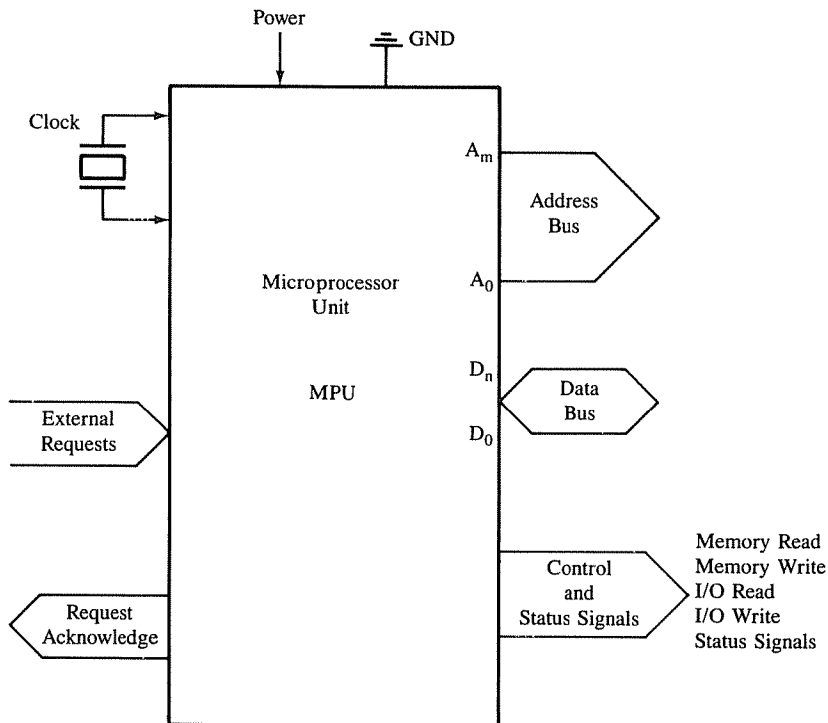 Power
GND
Clock
A_m
Address
Bus
A_0
Microprocessor
Unit
MPU
D_n
Data
Bus
D_0
External
Requests
Control
and
Status Signals
Memory Read
Memory Write
I/O Read
I/O Write
Status Signals
Request
Acknowledge